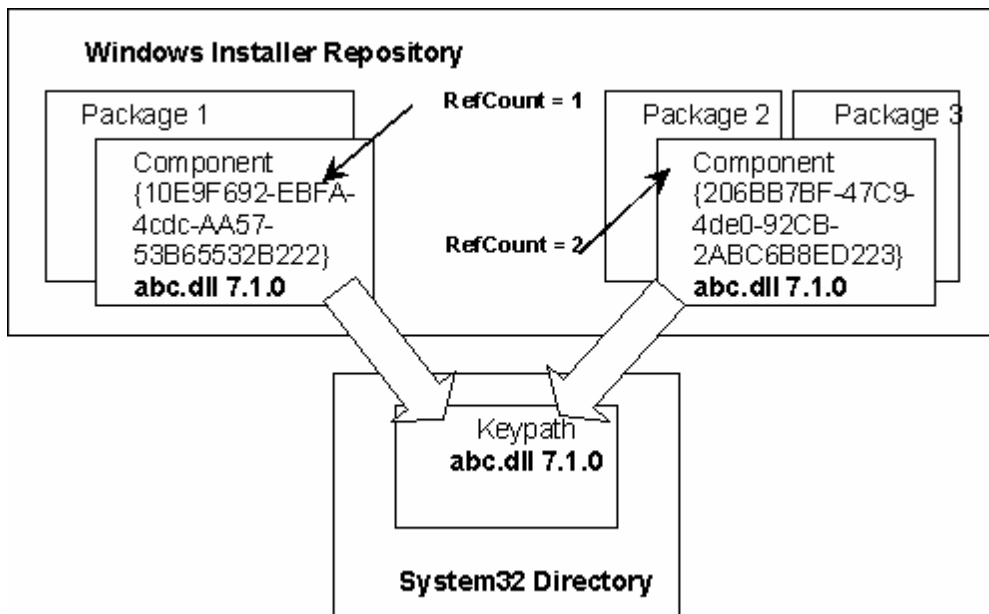 Windows Installer Repository
Package 1
RefCount = 1
Package 2
Package 3
Component
{10E9F692-EBFA-
4cdc-AA57-
53B65532B222}
abc.dll 7.1.0
RefCount = 2
Component
{206BB7BF-47C9-
4de0-92CB-
2ABC6B8ED223}
abc.dll 7.1.0
Keypath
abc.dll 7.1.0
System32 Directory